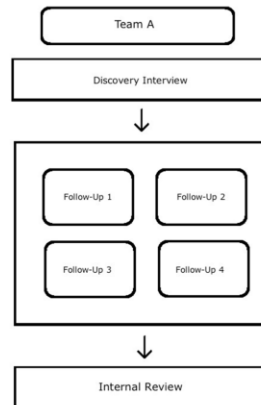 Team A
Discovery Interview
Follow-Up 1
Follow-Up 2
Follow-Up 3
Follow-Up 4
Internal Review